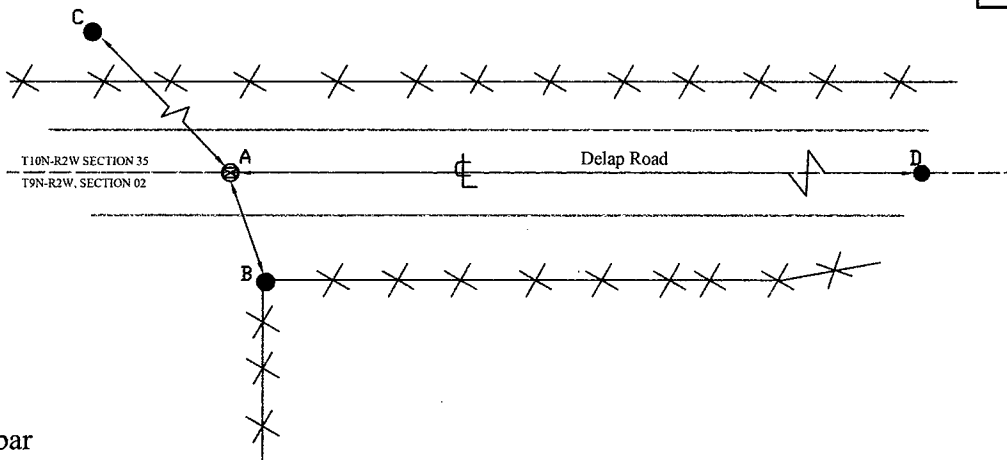 C
A
T10N-R2W SECTION 35
T9N-R2W, SECTION 02
℄
Delap Road
D
B